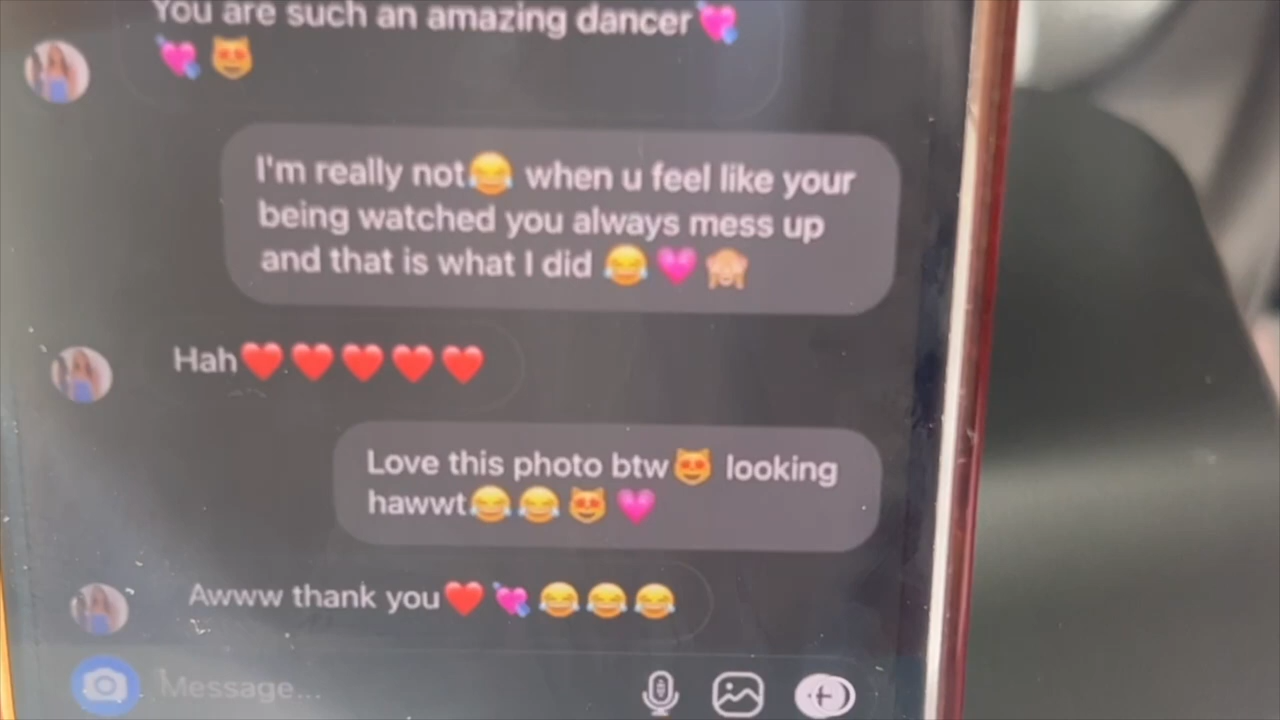 You are such an amazing dancer💘
💘😻
I'm really not😂 when u feel like your
being watched you always mess up
and that is what I did 😂💗🙈
Hah❤️❤️❤️❤️❤️
Love this photo btw😻 looking
hawwt😂😂😻💗
Awww thank you❤️💘😂😂😂
Message...